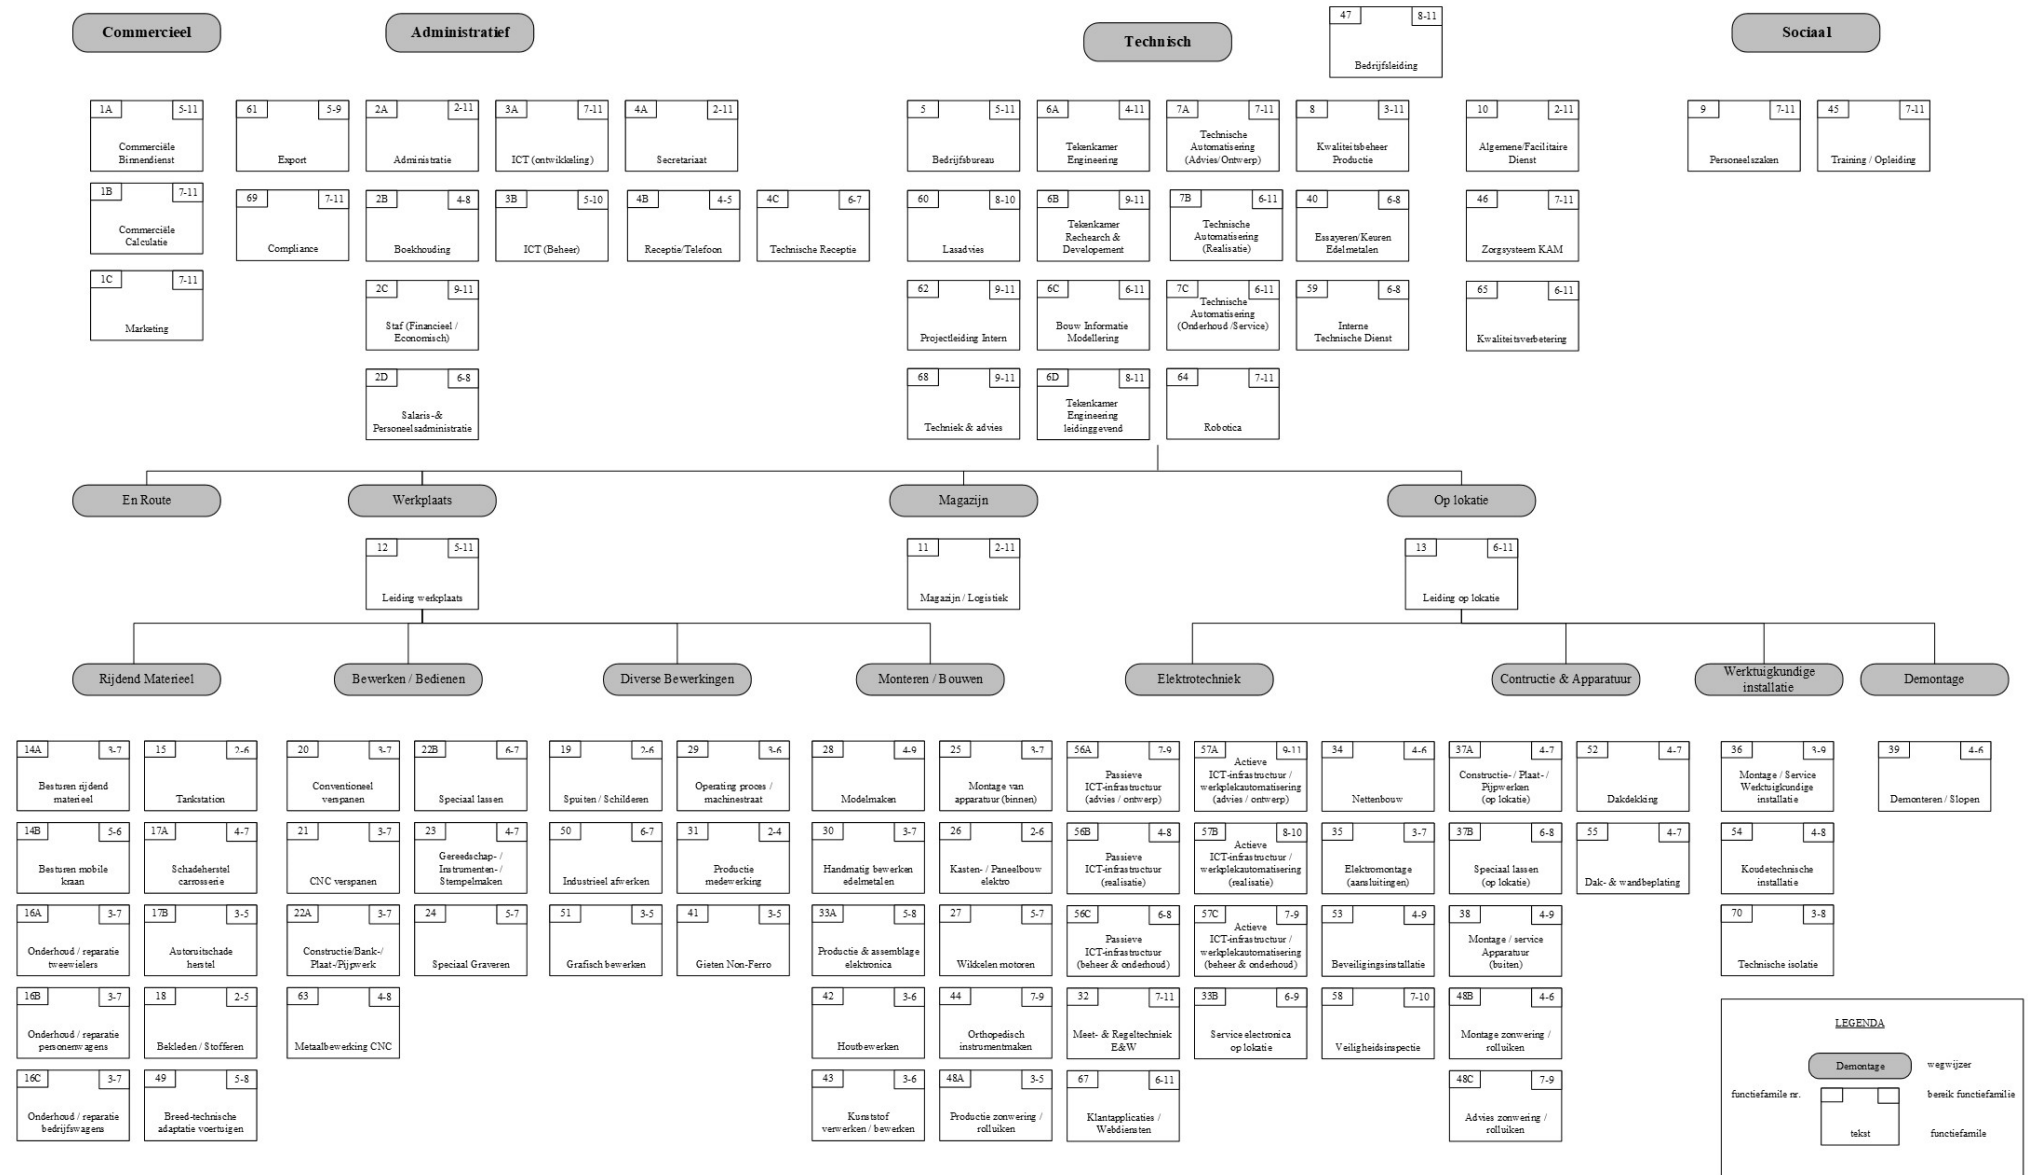 Commercieel
Administratief
Technisch
47 8-11
Bedrijfsleiding
Sociaal
1A 5-11
Commerciële
Binnendienst
61 5-9
Export
2A 2-11
Administratie
3A 7-11
ICT (ontwikkeling)
4A 2-11
Secretariaat
5 5-11
Bedrijfsbureau
6A 4-11
Tekenkamer
Engineering
7A 7-11
Technische
Automatisering
(Advies/Ontwerp)
8 3-11
Kwaliteitsbeheer
Productie
10 2-11
Algemene/Facilitaire
Dienst
9 7-11
Personeelszaken
45 7-11
Training / Opleiding
1B 7-11
Commerciële
Calculatie
69 7-11
Compliance
2B 4-8
Boekhouding
3B 5-10
ICT (Beheer)
4B 4-5
Receptie/Telefoon
4C 6-7
Technische Receptie
60 8-10
Lasadvies
6B 9-11
Tekenkamer
Rechearch &
Developement
7B 6-11
Technische
Automatisering
(Realisatie)
40 6-8
Essayeren/Keuren
Edelmetalen
46 7-11
Zorgsysteem KAM
1C 7-11
Marketing
2C 9-11
Staf (Financieel /
Economisch)
62 9-11
Projectleiding Intern
6C 6-11
Bouw Informatie
Modellering
7C 6-11
Technische
Automatisering
(Onderhoud /Service)
59 6-8
Interne
Technische Dienst
65 6-11
Kwaliteitsverbetering
2D 6-8
Salaris-&
Personeelsadministratie
68 9-11
Techniek & advies
6D 8-11
Tekenkamer
Engineering
leidinggevend
64 7-11
Robotica
En Route
Werkplaats
Magazijn
Op lokatie
12 5-11
Leiding werkplaats
11 2-11
Magazijn / Logistiek
13 6-11
Leiding op lokatie
Rijdend Materieel
Bewerken / Bedienen
Diverse Bewerkingen
Monteren / Bouwen
Elektrotechniek
Contructie & Apparatuur
Werktuigkundige
installatie
Demontage
14A 3-7
Besturen rijdend
materieel
15 2-6
Tankstation
20 3-7
Conventioneel
verspanen
22B 6-7
Speciaal lassen
19 2-6
Spuiten / Schilderen
29 3-6
Operating proces /
machinestraat
28 4-9
Modelmaken
25 3-7
Montage van
apparatuur (binnen)
56A 7-9
Passieve
ICT-infrastructuur
(advies / ontwerp)
57A 9-11
Actieve
ICT-infrastructuur /
werkplekautomatisering
(advies / ontwerp)
34 4-6
Nettenbouw
37A 4-7
Constructie- / Plaat- /
Pijpwerken
(op lokatie)
52 4-7
Dakdekking
36 3-9
Montage / Service
Werktuigkundige
installatie
39 4-6
Demonteren / Slopen
14B 5-6
Besturen mobile
kraan
17A 4-7
Schadeherstel
carrosserie
21 3-7
CNC verspanen
23 4-7
Gereedschap- /
Instrumenten- /
Stempelmaken
50 6-7
Industrieel afwerken
31 2-4
Productie
medewerking
30 3-7
Handmatig bewerken
edelmetalen
26 2-6
Kasten- / Paneelbouw
elektro
56B 4-8
Passieve
ICT-infrastructuur
(realisatie)
57B 8-10
Actieve
ICT-infrastructuur /
werkplekautomatisering
(realisatie)
35 3-7
Elektromontage
(aansluitingen)
37B 6-8
Speciaal lassen
(op lokatie)
55 4-7
Dak- & wandbeplating
54 4-8
Koudetechnische
installatie
16A 3-7
Onderhoud / reparatie
tweewielers
17B 3-5
Autoruitschade
herstel
22A 3-7
Constructie/Bank-/
Plaat-/Pijpwerk
24 5-7
Speciaal Graveren
51 3-5
Grafisch bewerken
41 3-5
Gieten Non-Ferro
33A 5-8
Productie & assemblage
elektronica
27 5-7
Wikkelen motoren
56C 6-8
Passieve
ICT-infrastructuur
(beheer & onderhoud)
57C 7-9
Actieve
ICT-infrastructuur /
werkplekautomatisering
(beheer & onderhoud)
53 4-9
Beveiligingsinstallatie
38 4-9
Montage / service
Apparatuur
(buiten)
70 3-8
Technische isolatie
16B 3-7
Onderhoud / reparatie
personenwagens
18 2-5
Bekleden / Stofferen
63 4-8
Metaalbewerking CNC
42 3-6
Houtbewerken
44 7-9
Orthopedisch
instrumentmaken
32 7-11
Meet- & Regeltechniek
E&W
33B 6-9
Service electronica
op lokatie
58 7-10
Veiligheidsinspectie
48B 4-6
Montage zonwering /
rolluiken
16C 3-7
Onderhoud / reparatie
bedrijfswagens
49 5-8
Breed-technische
adaptatie voertuigen
43 3-6
Kunststof
verwerken / bewerken
48A 3-5
Productie zonwering /
rolluiken
67 6-11
Klantapplicaties /
Webdiensten
48C 7-9
Advies zonwering /
rolluiken
LEGENDA
Demontage wegwijzer
functiefamile nr. bereik functiefamilie
tekst functiefamile